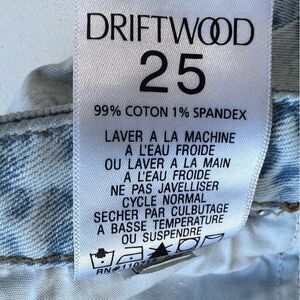 DRIFTWOOD
25
99% COTON 1% SPANDEX
LAVER A LA MACHINE
A L'EAU FROIDE
OU LAVER A LA MAIN
A L'EAU FROIDE
NE PAS JAVELLISER
CYCLE NORMAL
SECHER PAR CULBUTAGE
A BASSE TEMPERATURE
OU SUSPENDRE